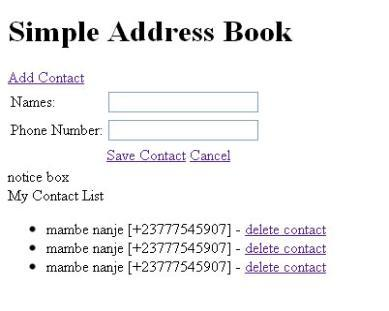 Simple Address Book
Add Contact
Names:
Phone Number:
Save Contact Cancel
notice box
My Contact List
mambe nanje [+23777545907] - delete contact
mambe nanje [+23777545907] - delete contact
mambe nanje [+23777545907] - delete contact